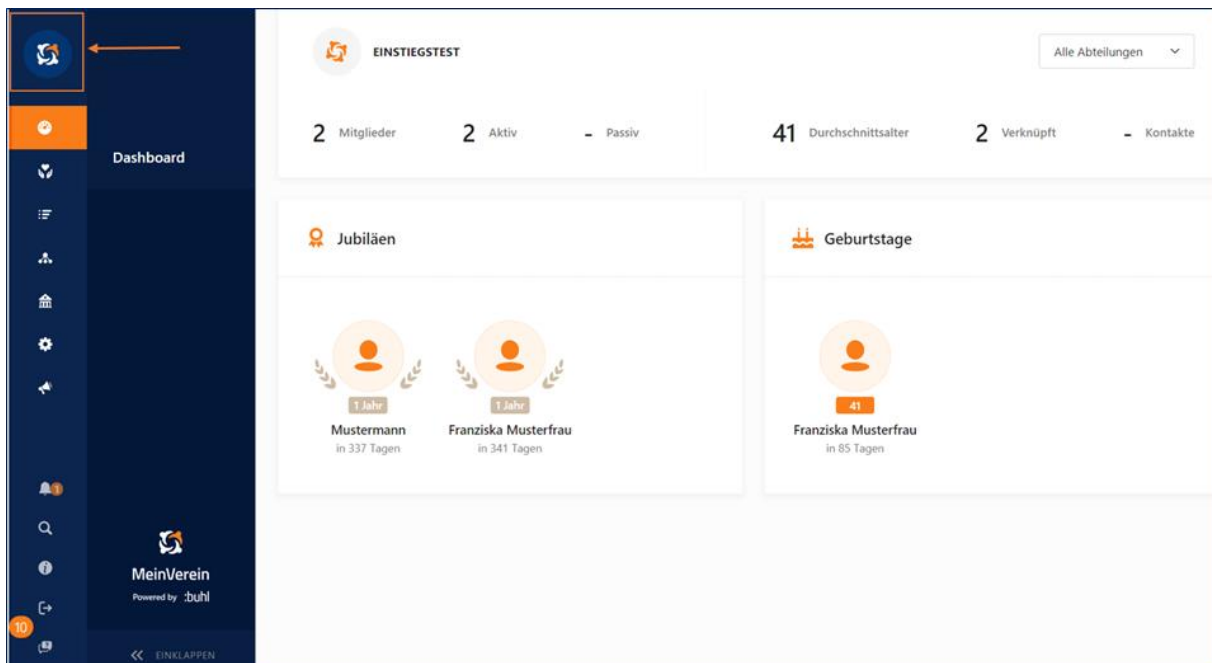 EINSTIEGSTEST
Alle Abteilungen
2 Mitglieder
2 Aktiv
- Passiv
41 Durchschnittsalter
2 Verknüpft
- Kontakte
Dashboard
Jubiläen
Geburtstage
1 Jahr
Mustermann
in 337 Tagen
1 Jahr
Franziska Musterfrau
in 341 Tagen
41
Franziska Musterfrau
in 85 Tagen
1
MeinVerein
Powered by :buhl
10
EINKLAPPEN